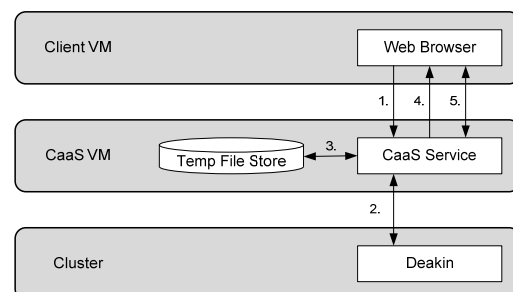 Client VM
Web Browser
1.
4.
5.
CaaS VM
Temp File Store
3.
CaaS Service
2.
Cluster
Deakin